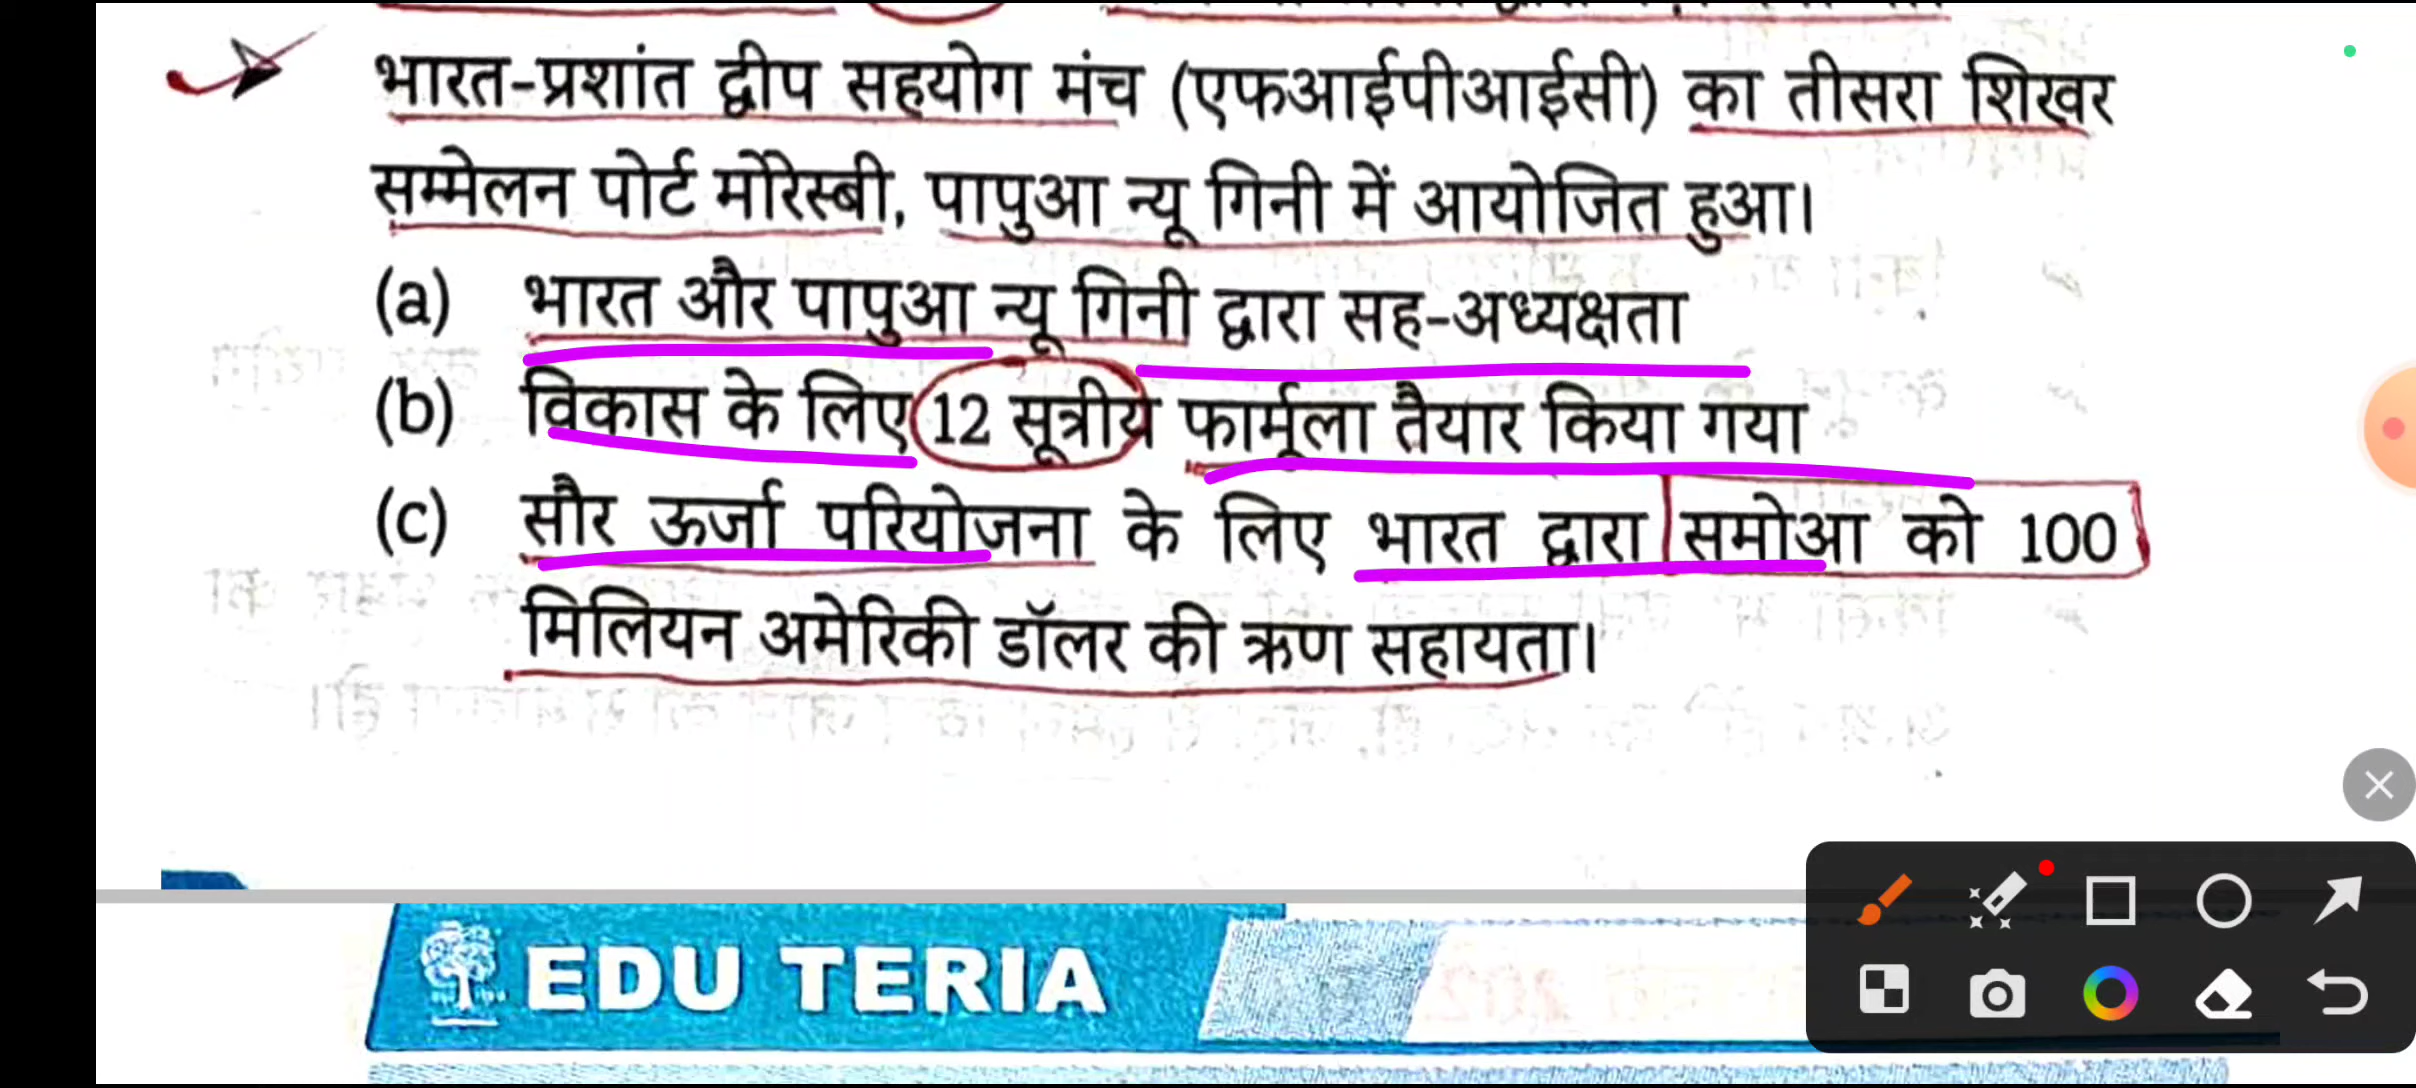 भारत-प्रशांत द्वीप सहयोग मंच (एफआईपीआईसी) का तीसरा शिखर
सम्मेलन पोर्ट मोरेस्बी, पापुआ न्यू गिनी में आयोजित हुआ।
(a) भारत और पापुआ न्यू गिनी द्वारा सह-अध्यक्षता
(b) विकास के लिए 12 सूत्रीय फार्मूला तैयार किया गया
(c) सौर ऊर्जा परियोजना के लिए भारत द्वारा समोआ को 100
मिलियन अमेरिकी डॉलर की ऋण सहायता।
EDU TERIA